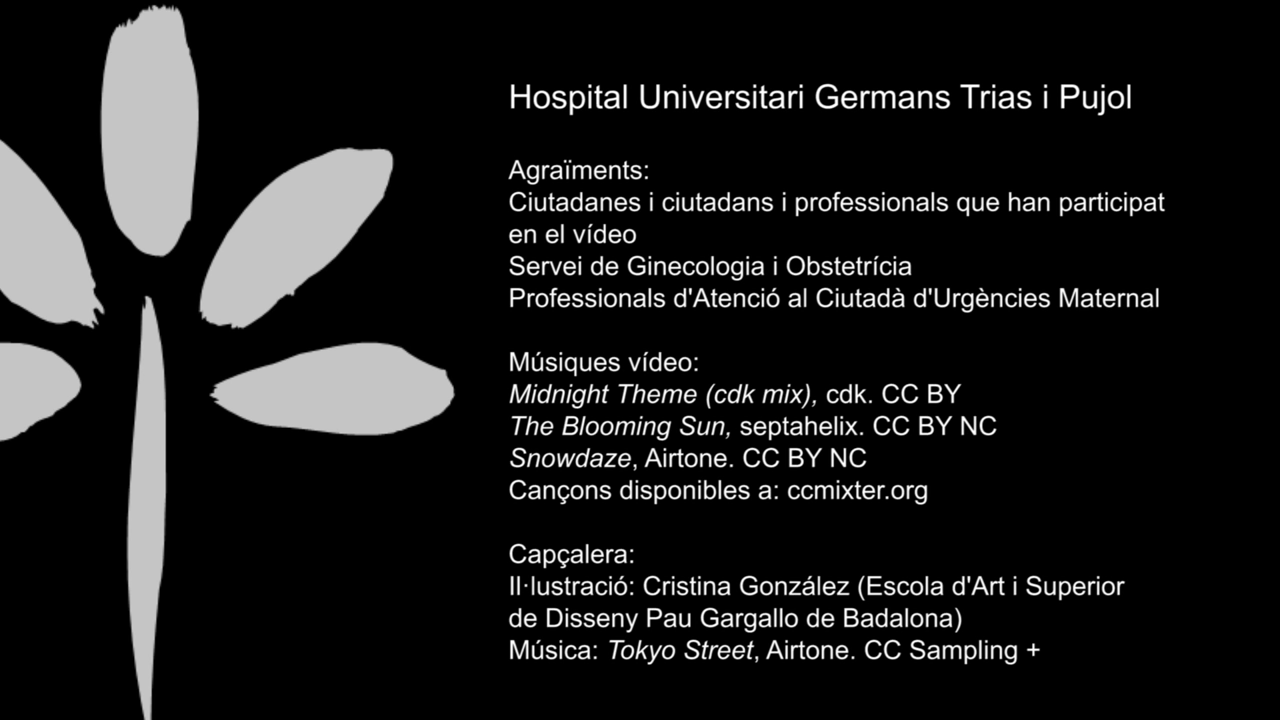 Hospital Universitari Germans Trias i Pujol
Agraïments:
Ciutadanes i ciutadans i professionals que han participat
en el vídeo
Servei de Ginecologia i Obstetrícia
Professionals d'Atenció al Ciutadà d'Urgències Maternal
Músiques vídeo:
Midnight Theme (cdk mix), cdk. CC BY
The Blooming Sun, septahelix. CC BY NC
Snowdaze, Airtone. CC BY NC
Cançons disponibles a: ccmixter.org
Capçalera:
Il·lustració: Cristina González (Escola d'Art i Superior
de Disseny Pau Gargallo de Badalona)
Música: Tokyo Street, Airtone. CC Sampling +